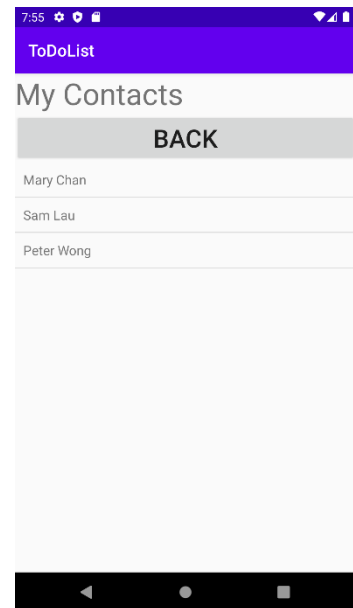 7:55
ToDoList
My Contacts
BACK
Mary Chan
Sam Lau
Peter Wong